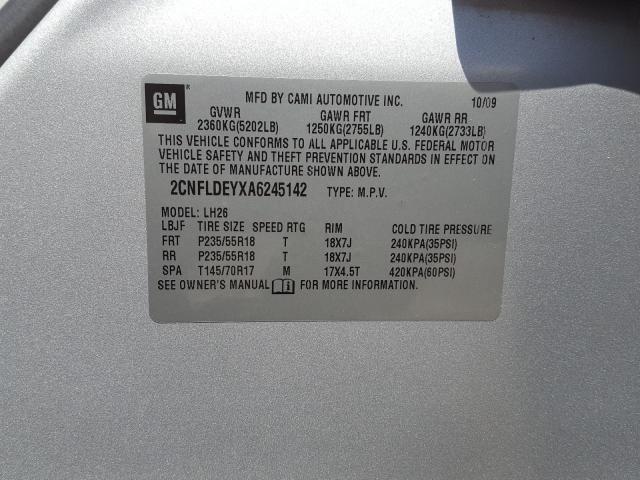 GM ® MFD BY CAMI AUTOMOTIVE INC. 10/09
GVWR GAWR FRT GAWR RR
2360KG(5202LB) 1250KG(2755LB) 1240KG(2733LB)
THIS VEHICLE CONFORMS TO ALL APPLICABLE U.S. FEDERAL MOTOR
VEHICLE SAFETY AND THEFT PREVENTION STANDARDS IN EFFECT ON
THE DATE OF MANUFACTURE SHOWN ABOVE.
2CNFLDEYXA6245142 TYPE: M.P.V.
MODEL: LH26
LBJF TIRE SIZE SPEED RTG RIM COLD TIRE PRESSURE
FRT P235/55R18 T 18X7J 240KPA(35PSI)
RR P235/55R18 T 18X7J 240KPA(35PSI)
SPA T145/70R17 M 17X4.5T 420KPA(60PSI)
SEE OWNER'S MANUAL FOR MORE INFORMATION.